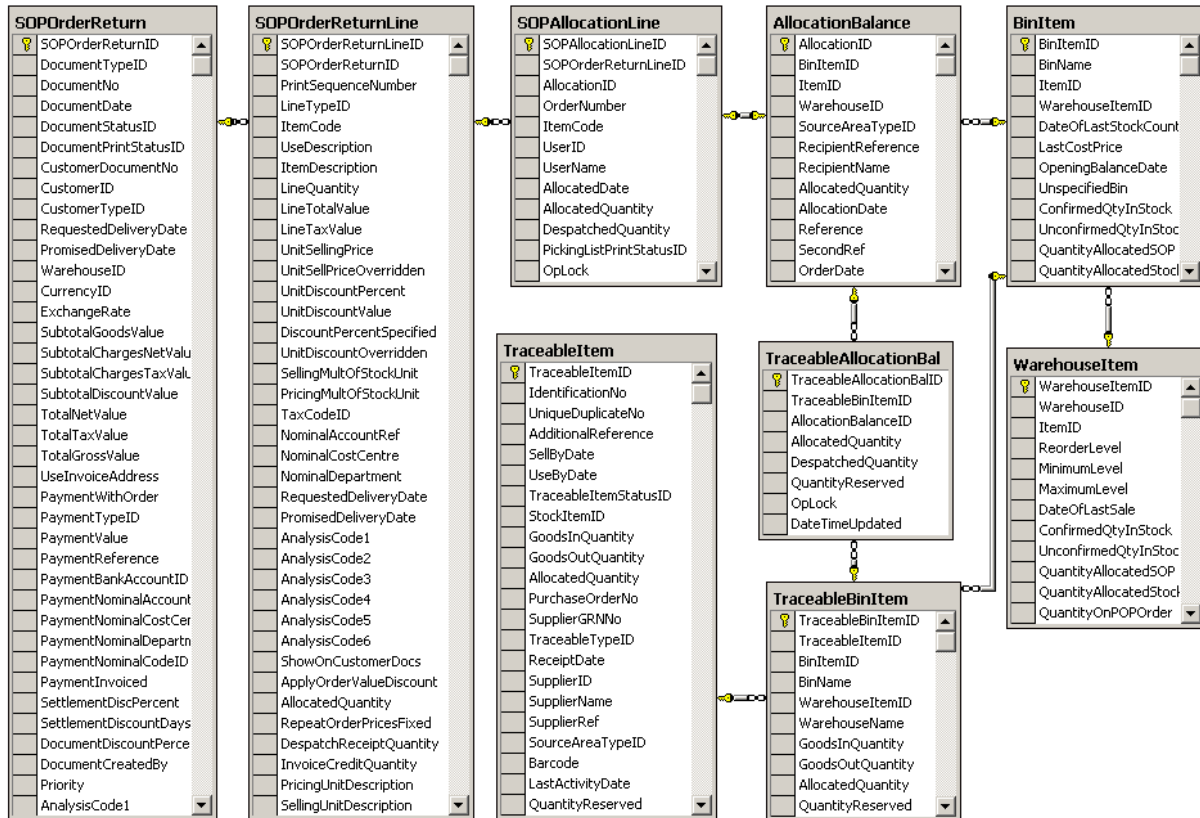 SOPOrderReturn
SOPOrderReturnID
DocumentTypeID
DocumentNo
DocumentDate
DocumentStatusID
DocumentPrintStatusID
CustomerDocumentNo
CustomerID
CustomerTypeID
RequestedDeliveryDate
PromisedDeliveryDate
WarehouseID
CurrencyID
ExchangeRate
SubtotalGoodsValue
SubtotalChargesNetValu
SubtotalChargesTaxValu
SubtotalDiscountValue
TotalNetValue
TotalTaxValue
TotalGrossValue
UseInvoiceAddress
PaymentWithOrder
PaymentTypeID
PaymentValue
PaymentReference
PaymentBankAccountID
PaymentNominalAccount
PaymentNominalCostCer
PaymentNominalDepartn
PaymentNominalCodeID
PaymentInvoiced
SettlementDiscPercent
SettlementDiscountDays
DocumentDiscountPerce
DocumentCreatedBy
Priority
AnalysisCode1
SOPOrderReturnLine
SOPOrderReturnLineID
SOPOrderReturnID
PrintSequenceNumber
LineTypeID
ItemCode
UseDescription
ItemDescription
LineQuantity
LineTotalValue
LineTaxValue
UnitSellingPrice
UnitSellPriceOverridden
UnitDiscountPercent
UnitDiscountValue
DiscountPercentSpecified
UnitDiscountOverridden
SellingMultOfStockUnit
PricingMultOfStockUnit
TaxCodeID
NominalAccountRef
NominalCostCentre
NominalDepartment
RequestedDeliveryDate
PromisedDeliveryDate
AnalysisCode1
AnalysisCode2
AnalysisCode3
AnalysisCode4
AnalysisCode5
AnalysisCode6
ShowOnCustomerDocs
ApplyOrderValueDiscount
AllocatedQuantity
RepeatOrderPricesFixed
DespatchReceiptQuantity
InvoiceCreditQuantity
PricingUnitDescription
SellingUnitDescription
SOPAllocationLine
SOPAllocationLineID
SOPOrderReturnLineID
AllocationID
OrderNumber
ItemCode
UserID
UserName
AllocatedDate
AllocatedQuantity
DespatchedQuantity
PickingListPrintStatusID
OpLock
AllocationBalance
AllocationID
BinItemID
ItemID
WarehouseID
SourceAreaTypeID
RecipientReference
RecipientName
AllocatedQuantity
AllocationDate
Reference
SecondRef
OrderDate
BinItem
BinItemID
BinName
ItemID
WarehouseItemID
DateOfLastStockCount
LastCostPrice
OpeningBalanceDate
UnspecifiedBin
ConfirmedQtyInStock
UnconfirmedQtyInStoc
QuantityAllocatedSOP
QuantityAllocatedStocl
TraceableItem
TraceableItemID
IdentificationNo
UniqueDuplicateNo
AdditionalReference
SellByDate
UseByDate
TraceableItemStatusID
StockItemID
GoodsInQuantity
GoodsOutQuantity
AllocatedQuantity
PurchaseOrderNo
SupplierGRNNo
TraceableTypeID
ReceiptDate
SupplierID
SupplierName
SupplierRef
SourceAreaTypeID
Barcode
LastActivityDate
QuantityReserved
TraceableAllocationBal
TraceableAllocationBalID
TraceableBinItemID
AllocationBalanceID
AllocatedQuantity
DespatchedQuantity
QuantityReserved
OpLock
DateTimeUpdated
WarehouseItem
WarehouseItemID
WarehouseID
ItemID
ReorderLevel
MinimumLevel
MaximumLevel
DateOfLastSale
ConfirmedQtyInStock
UnconfirmedQtyInStoc
QuantityAllocatedSOP
QuantityAllocatedStocl
QuantityOnPOPOrder
TraceableBinItem
TraceableBinItemID
TraceableItemID
BinItemID
BinName
WarehouseItemID
WarehouseName
GoodsInQuantity
GoodsOutQuantity
AllocatedQuantity
QuantityReserved